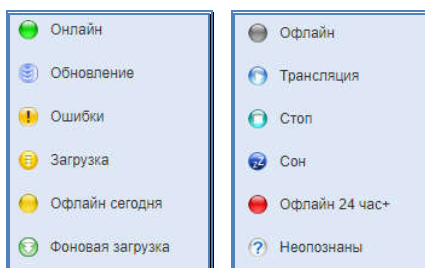 Онлайн
Обновление
Ошибки
Загрузка
Офлайн сегодня
Фоновая загрузка
Офлайн
Трансляция
Стоп
Сон
Офлайн 24 час+
Неопознаны